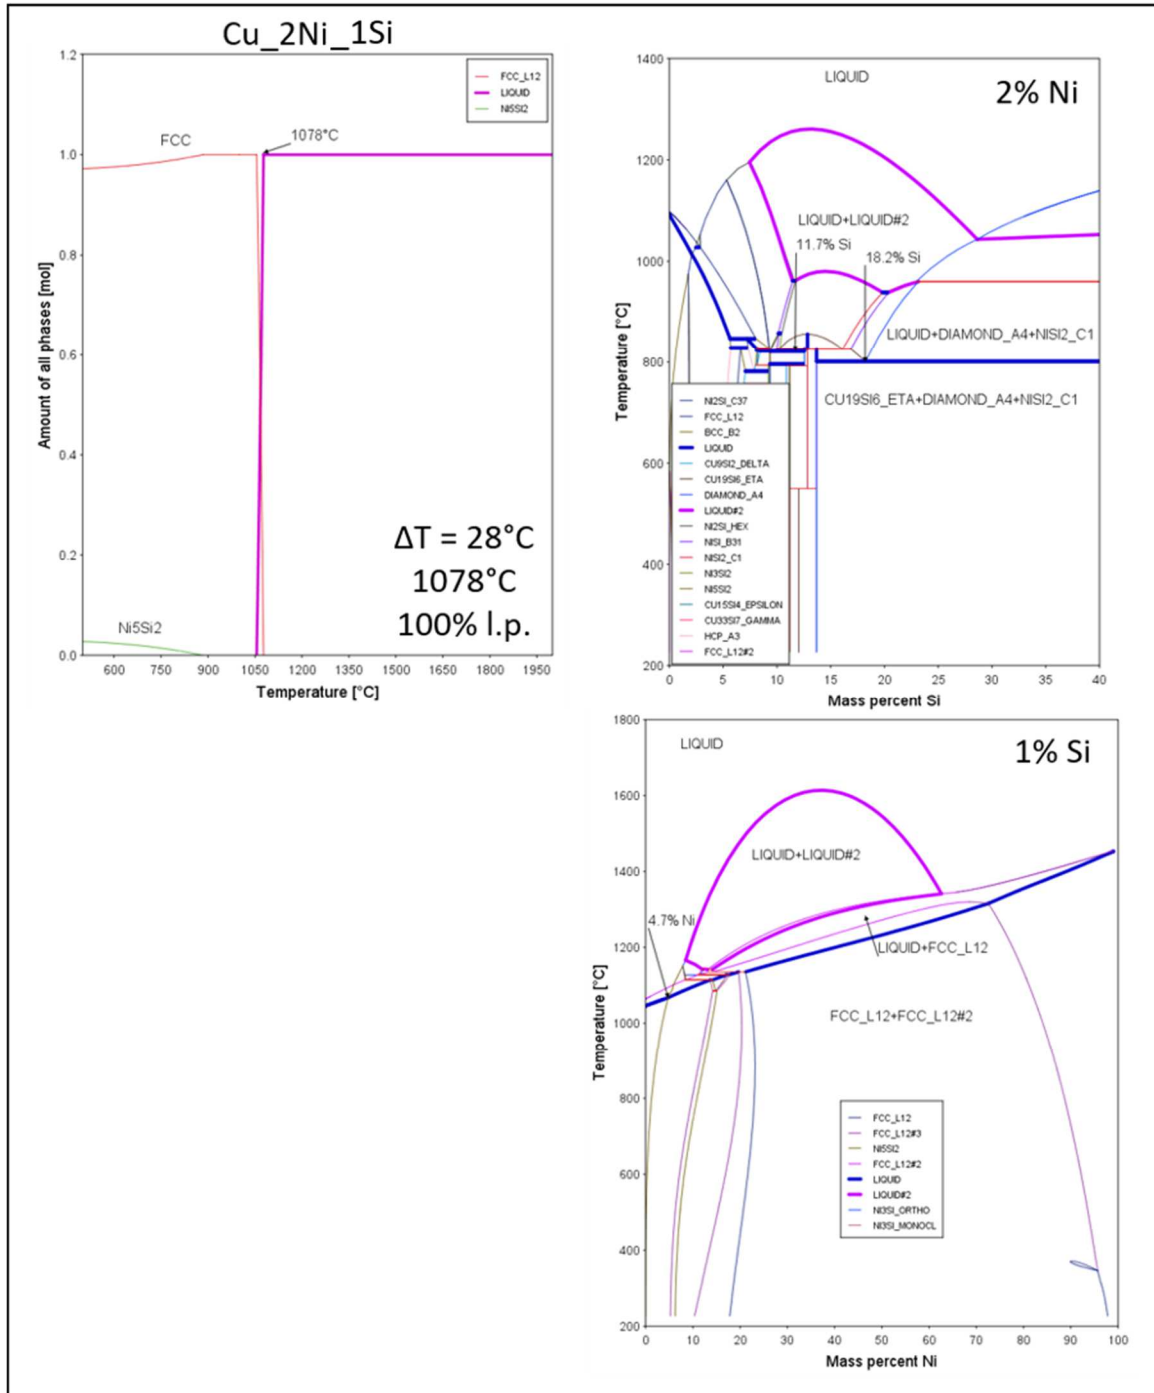 Cu_2Ni_1Si
1.2
1.0
0.8
0.6
0.4
0.2
0.0
Amount of all phases [mol]
FCC_L12
LIQUID
NI5SI2
FCC
1078°C
ΔT = 28°C
1078°C
100% l.p.
Ni5Si2
600 750 900 1050 1200 1350 1500 1650 1800 1950
Temperature [°C]
1400
1200
1000
800
600
400
200
Temperature [°C]
LIQUID
2% Ni
LIQUID+LIQUID#2
11.7% Si
18.2% Si
LIQUID+DIAMOND_A4+NISI2_C1
CU19SI6_ETA+DIAMOND_A4+NISI2_C1
NI2SI_C37
FCC_L12
BCC_B2
LIQUID
CU9SI2_DELTA
CU19SI6_ETA
DIAMOND_A4
LIQUID#2
NI2SI_HEX
NISI_B31
NISI2_C1
NI3SI2
NI5SI2
CU15SI4_EPSILON
CU33SI7_GAMMA
HCP_A3
FCC_L12#2
0 5 10 15 20 25 30 35 40
Mass percent Si
1800
1600
1400
1200
1000
800
600
400
200
Temperature [°C]
LIQUID
1% Si
LIQUID+LIQUID#2
4.7% Ni
LIQUID+FCC_L12
FCC_L12+FCC_L12#2
FCC_L12
FCC_L12#3
NI5SI2
FCC_L12#2
LIQUID
LIQUID#2
NI3SI_ORTHO
NI3SI_MONOCL
0 10 20 30 40 50 60 70 80 90 100
Mass percent Ni